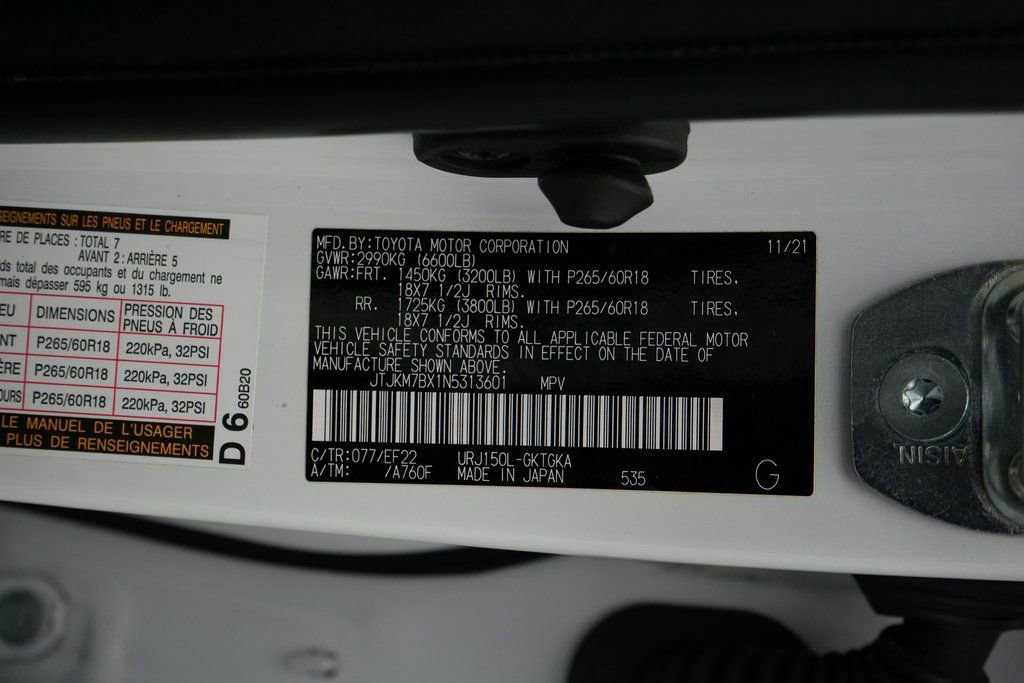 SEIGNEMENTS SUR LES PNEUS ET LE CHARGEMENT
RE DE PLACES : TOTAL 7
AVANT 2 : ARRIÈRE 5
ds total des occupants et du chargement ne
mais dépasser 595 kg ou 1315 lb.
EU DIMENSIONS PRESSION DES PNEUS À FROID
NT P265/60R18 220kPa, 32PSI
ÈRE P265/60R18 220kPa, 32PSI
OURS P265/60R18 220kPa, 32PSI
LE MANUEL DE L'USAGER
PLUS DE RENSEIGNEMENTS
D6 60B20
MFD.BY:TOYOTA MOTOR CORPORATION 11/21
GVWR:2990KG (6600LB)
GAWR:FRT. 1450KG (3200LB) WITH P265/60R18 TIRES,
18X7 1/2J RIMS.
RR. 1725KG (3800LB) WITH P265/60R18 TIRES,
18X7 1/2J RIMS.
THIS VEHICLE CONFORMS TO ALL APPLICABLE FEDERAL MOTOR
VEHICLE SAFETY STANDARDS IN EFFECT ON THE DATE OF
MANUFACTURE SHOWN ABOVE.
JTJKM7BX1N5313601 MPV
C/TR:077/EF22 URJ150L-GKTGKA
A/TM: /A760F MADE IN JAPAN 535
G
AISIN